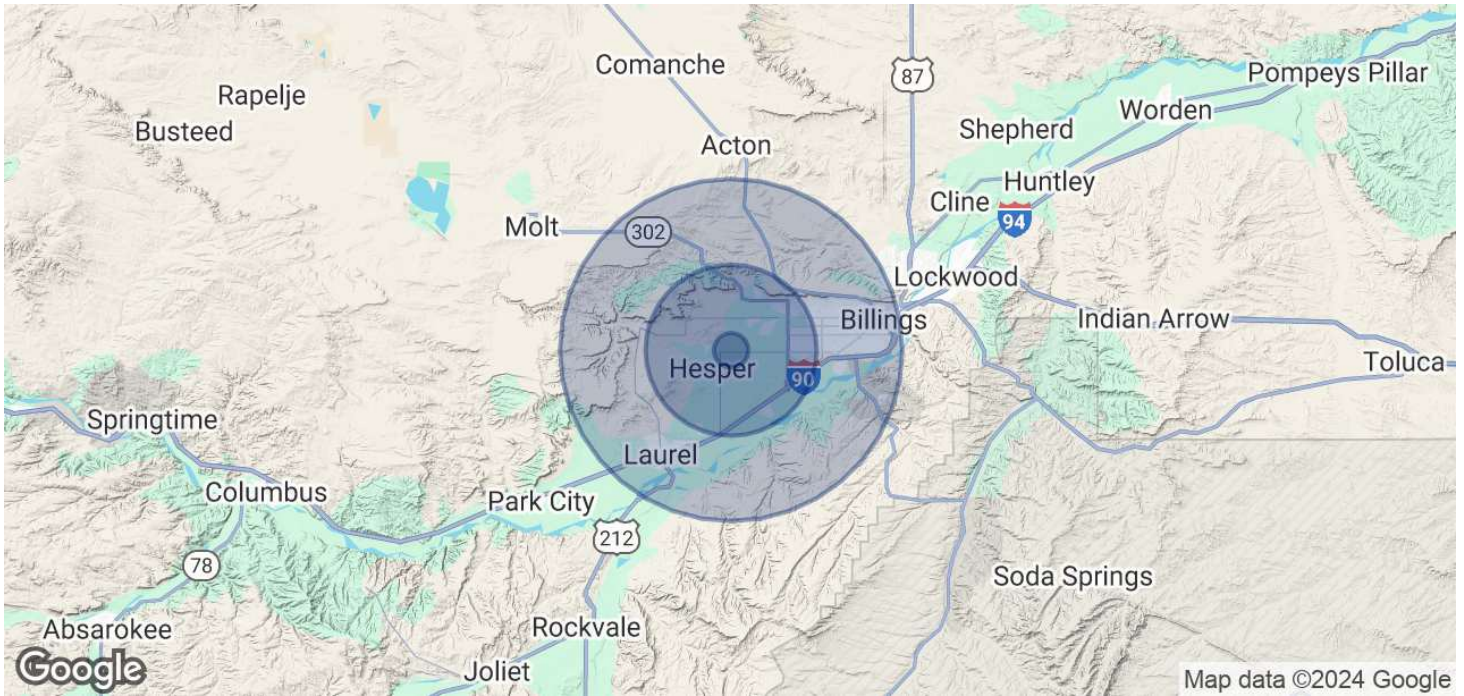 Comanche
87
Pompeys Pillar
Rapelje
Worden
Busteed
Shepherd
Acton
Huntley
Cline
94
Molt
302
Lockwood
Billings
Indian Arrow
Hesper
90
Toluca
Springtime
Laurel
Columbus
Park City
212
78
Soda Springs
Absarokee
Rockvale
Joliet
Google
Map data ©2024 Google